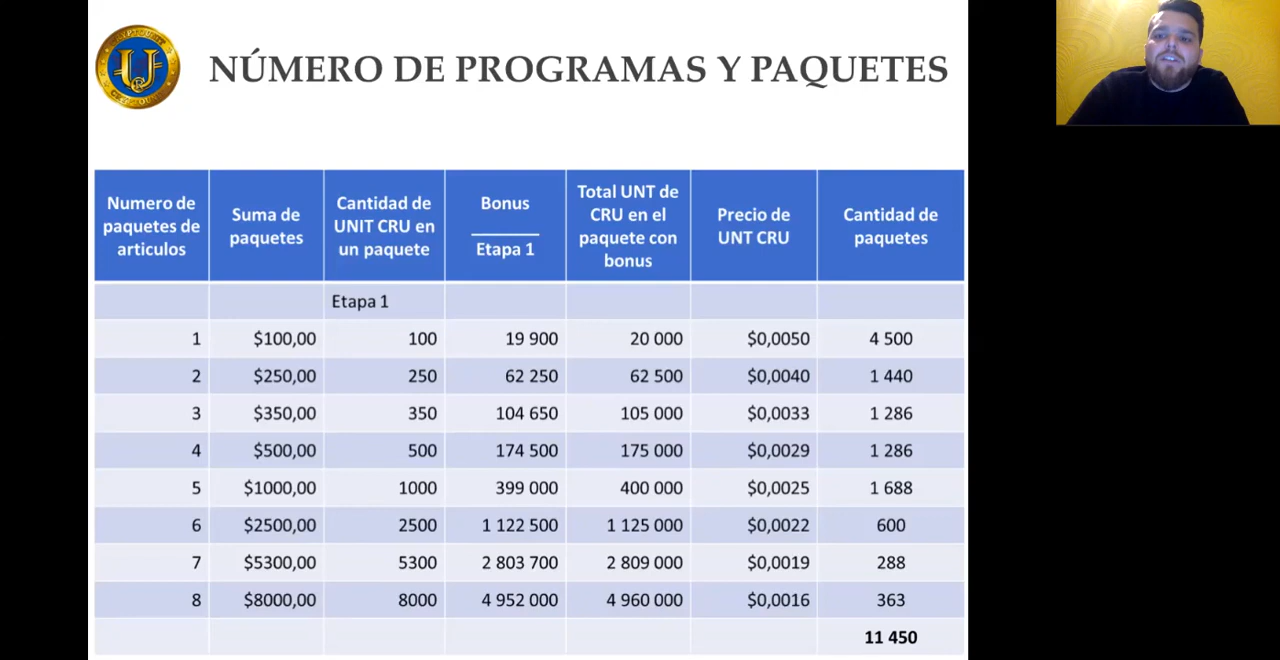 NÚMERO DE PROGRAMAS Y PAQUETES
Numero de paquetes de articulos Suma de paquetes Cantidad de UNIT CRU en un paquete Bonus Etapa 1 Total UNT de CRU en el paquete con bonus Precio de UNT CRU Cantidad de paquetes
Etapa 1
1 $100,00 100 19 900 20 000 $0,0050 4 500
2 $250,00 250 62 250 62 500 $0,0040 1 440
3 $350,00 350 104 650 105 000 $0,0033 1 286
4 $500,00 500 174 500 175 000 $0,0029 1 286
5 $1000,00 1000 399 000 400 000 $0,0025 1 688
6 $2500,00 2500 1 122 500 1 125 000 $0,0022 600
7 $5300,00 5300 2 803 700 2 809 000 $0,0019 288
8 $8000,00 8000 4 952 000 4 960 000 $0,0016 363
11 450